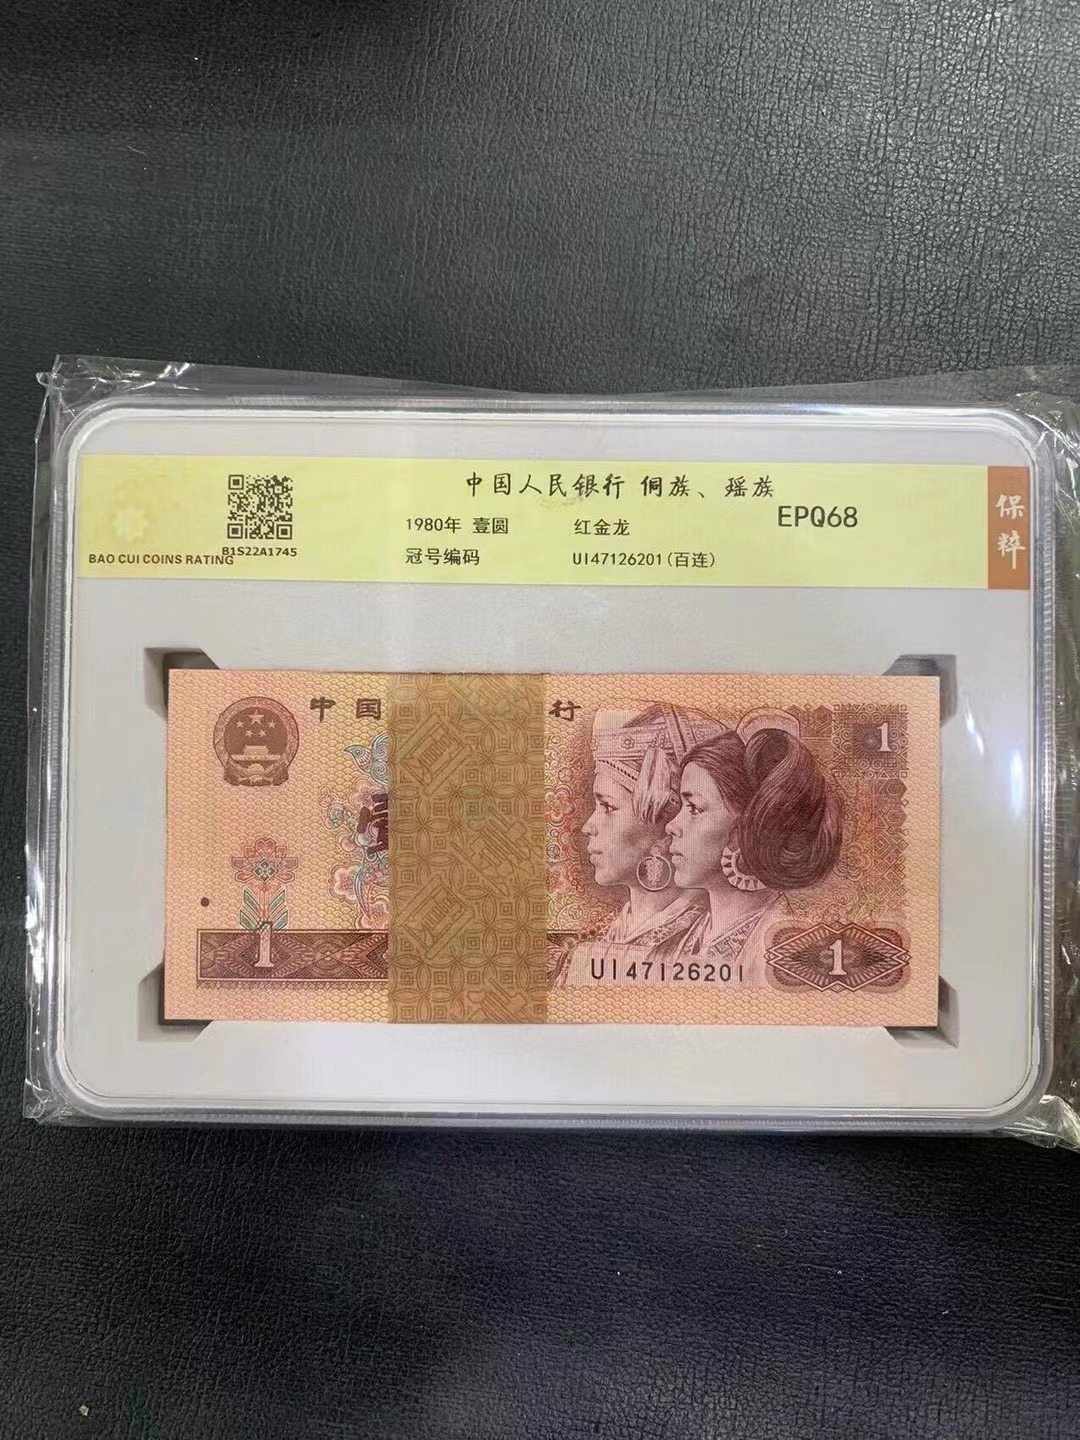 中国人民银行 侗族、瑶族
1980年 壹圆 红金龙 EPQ68
冠号编码 UI47126201(百连)
B1S22A1745
BAO CUI COINS RATING
保粹
中国 行
壹
1
1
UI47126201
1